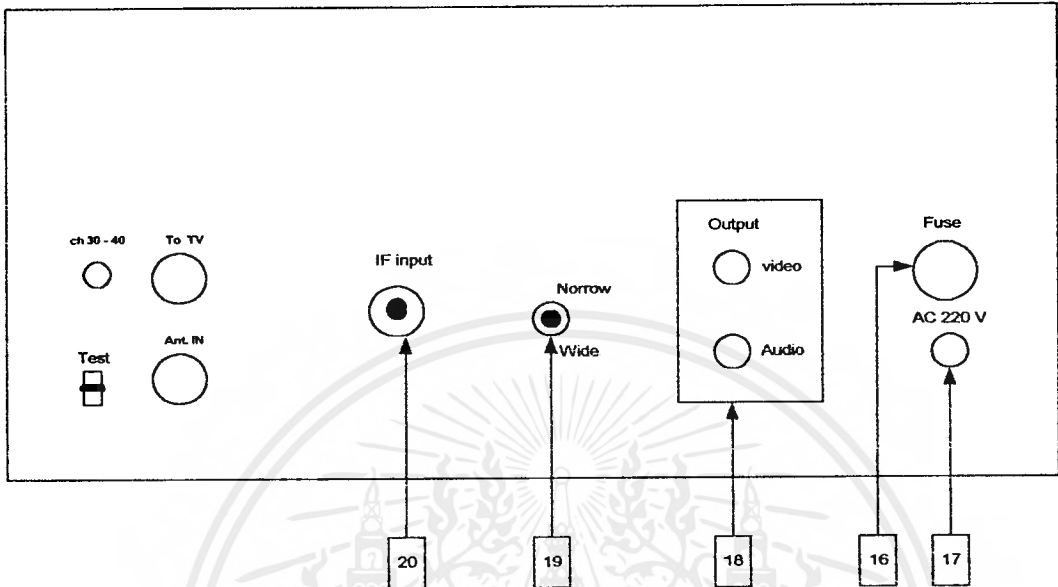 ch 30 - 40
To TV
Test
Ant. IN
IF input
Norrow
Wide
Output
video
Audio
Fuse
AC 220 V
20
19
18
16
17